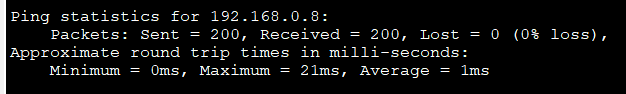 Ping statistics for 192.168.0.8:
    Packets: Sent = 200, Received = 200, Lost = 0 (0% loss),
Approximate round trip times in milli-seconds:
    Minimum = 0ms, Maximum = 21ms, Average = 1ms